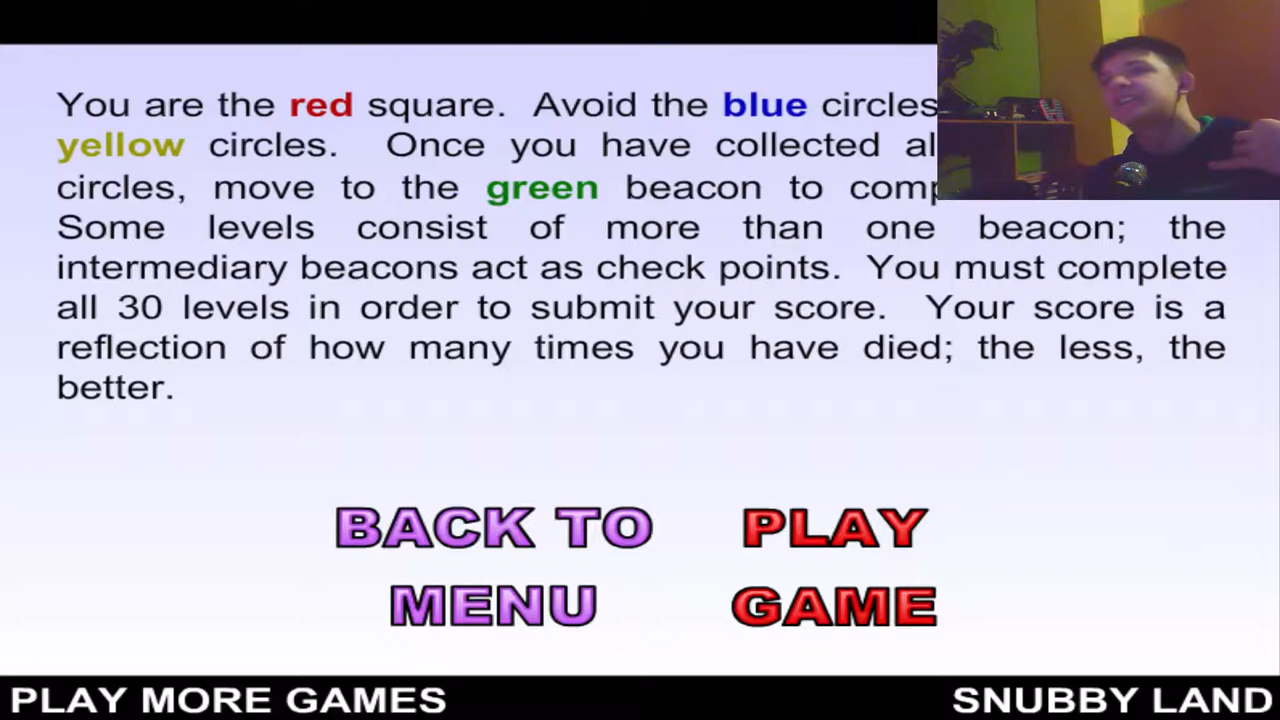 You are the red square. Avoid the blue circles
yellow circles. Once you have collected
circles, move to the green beacon to
Some levels consist of more than one beacon; the
intermediary beacons act as check points. You must complete
all 30 levels in order to submit your score. Your score is a
reflection of how many times you have died; the less, the
better.
BACK TO
MENU
PLAY
GAME
PLAY MORE GAMES
SNUBBY LAND